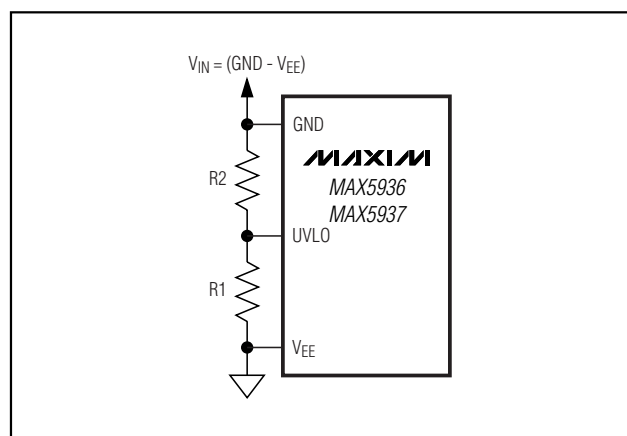 V_IN = (GND - V_EE)
GND
MAXIM
MAX5936
MAX5937
R2
UVLO
R1
V_EE